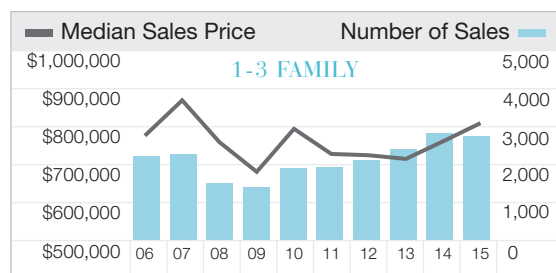 Median Sales Price Number of Sales
1-3 FAMILY
$1,000,000 5,000
$900,000 4,000
$800,000 3,000
$700,000 2,000
$600,000 1,000
$500,000 06 07 08 09 10 11 12 13 14 15 0